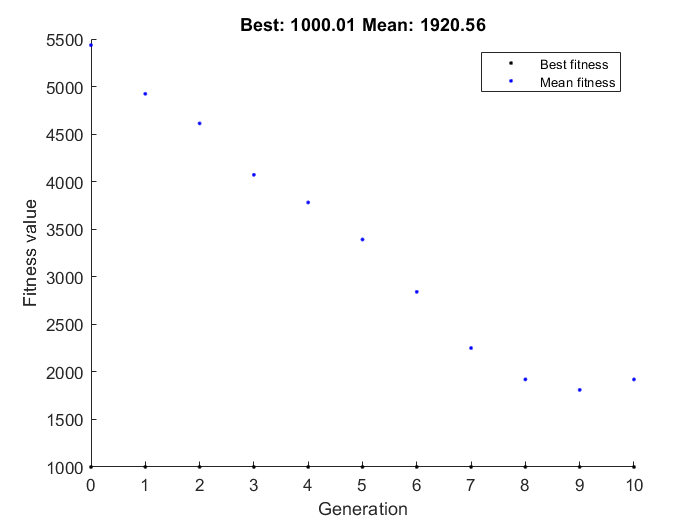 Best: 1000.01 Mean: 1920.56
Best fitness
Mean fitness
5500
5000
4500
4000
3500
3000
2500
2000
1500
1000
Fitness value
0 1 2 3 4 5 6 7 8 9 10
Generation